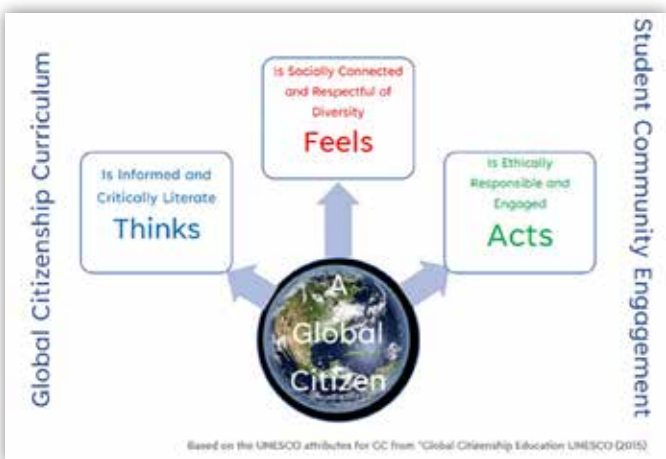 Global Citizenship Curriculum
Is Informed and
Critically Literate
Thinks
Is Socially Connected
and Respectful of
Diversity
Feels
Is Ethically
Responsible and
Engaged
Acts
A
Global
Citizen
Student Community Engagement
Based on the UNESCO attributes for GC from "Global Citizenship Education UNESCO (2015)